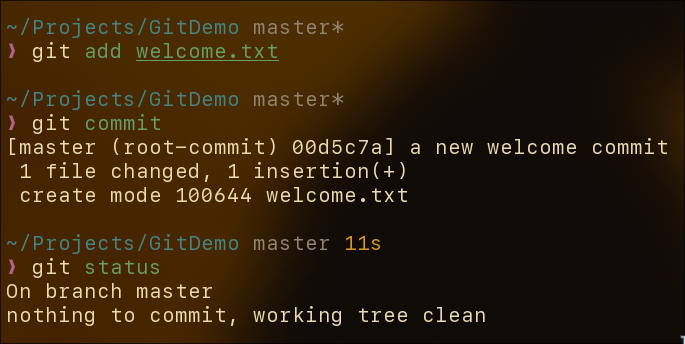 ~/Projects/GitDemo master*
❯ git add welcome.txt
~/Projects/GitDemo master*
❯ git commit
[master (root-commit) 00d5c7a] a new welcome commit
 1 file changed, 1 insertion(+)
 create mode 100644 welcome.txt
~/Projects/GitDemo master 11s
❯ git status
On branch master
nothing to commit, working tree clean